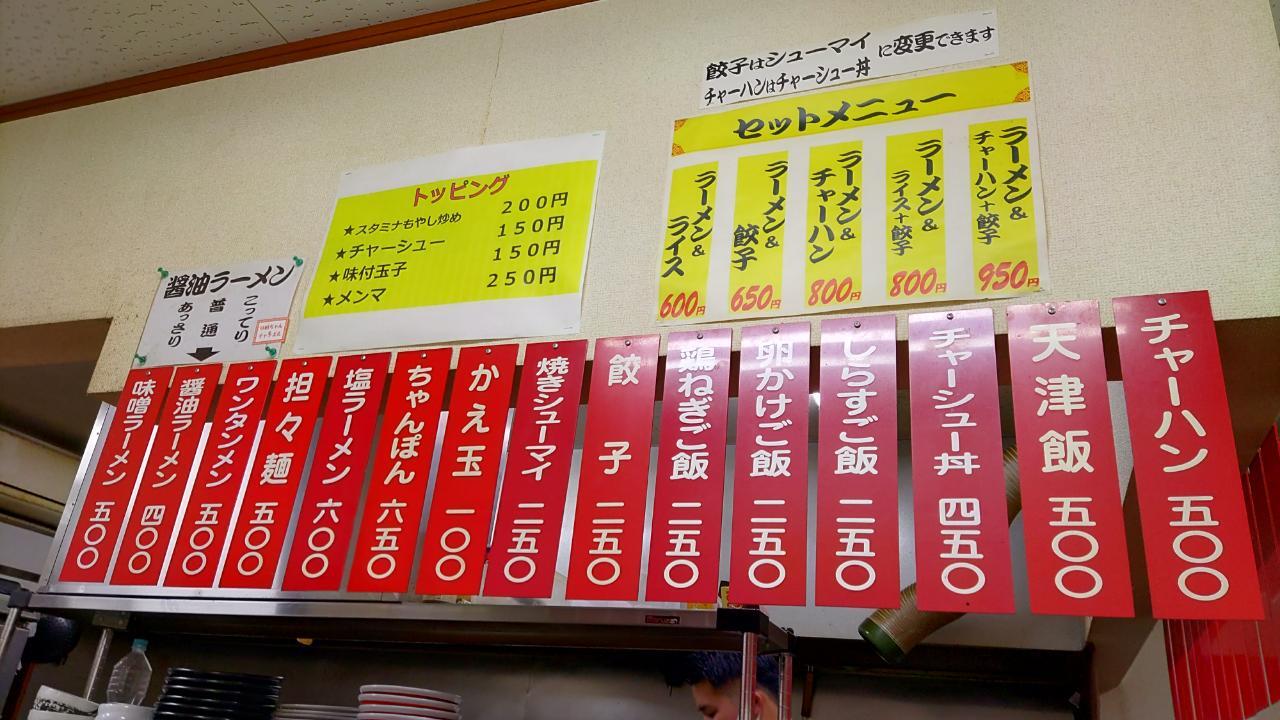 餃子はシューマイ
チャーハンはチャーシュー丼
に変更できます
セットメニュー
ラーメン&
チャーハン+餃子
950円
ラーメン&
ライス+餃子
800円
ラーメン&
チャーハン
800円
ラーメン&
餃子
650円
ラーメン&
ライス
600円
トッピング
★スタミナもやし炒め 200円
★チャーシュー 150円
★味付玉子 150円
★メンマ 250円
醤油ラーメン
こってり
普通
あっさり
チャーハン 五〇〇
天津飯 五〇〇
チャーシュー丼 四五〇
しらすご飯 二五〇
卵かけご飯 二五〇
鶏ねぎご飯 二五〇
餃子 二五〇
焼きシューマイ 二五〇
かえ玉 一〇〇
ちゃんぽん 六五〇
塩ラーメン 六〇〇
担々麺 五〇〇
ワンタンメン 五〇〇
醤油ラーメン 四〇〇
味噌ラーメン 五〇〇